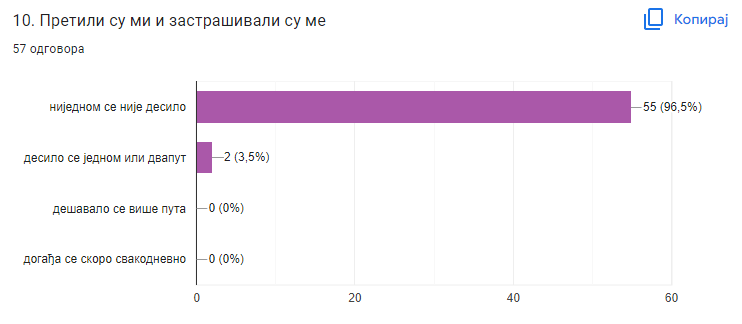 10. Претили су ми и застрашивали су ме
Копирај
57 одговора
ниједном се није десило
55 (96,5%)
десило се једном или двапут
2 (3,5%)
дешавало се више пута
0 (0%)
догађа се скоро свакодневно
0 (0%)
0 20 40 60